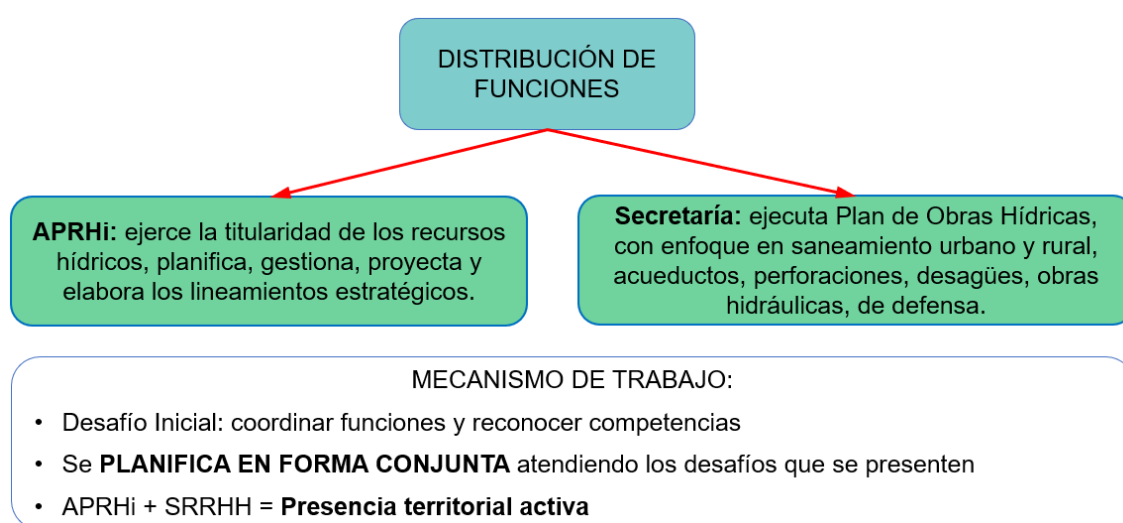 DISTRIBUCIÓN DE
FUNCIONES
APRHi: ejerce la titularidad de los recursos
hídricos, planifica, gestiona, proyecta y
elabora los lineamientos estratégicos.
Secretaría: ejecuta Plan de Obras Hídricas,
con enfoque en saneamiento urbano y rural,
acueductos, perforaciones, desagües, obras
hidráulicas, de defensa.
MECANISMO DE TRABAJO:
• Desafío Inicial: coordinar funciones y reconocer competencias
• Se PLANIFICA EN FORMA CONJUNTA atendiendo los desafíos que se presenten
• APRHi + SRRHH = Presencia territorial activa